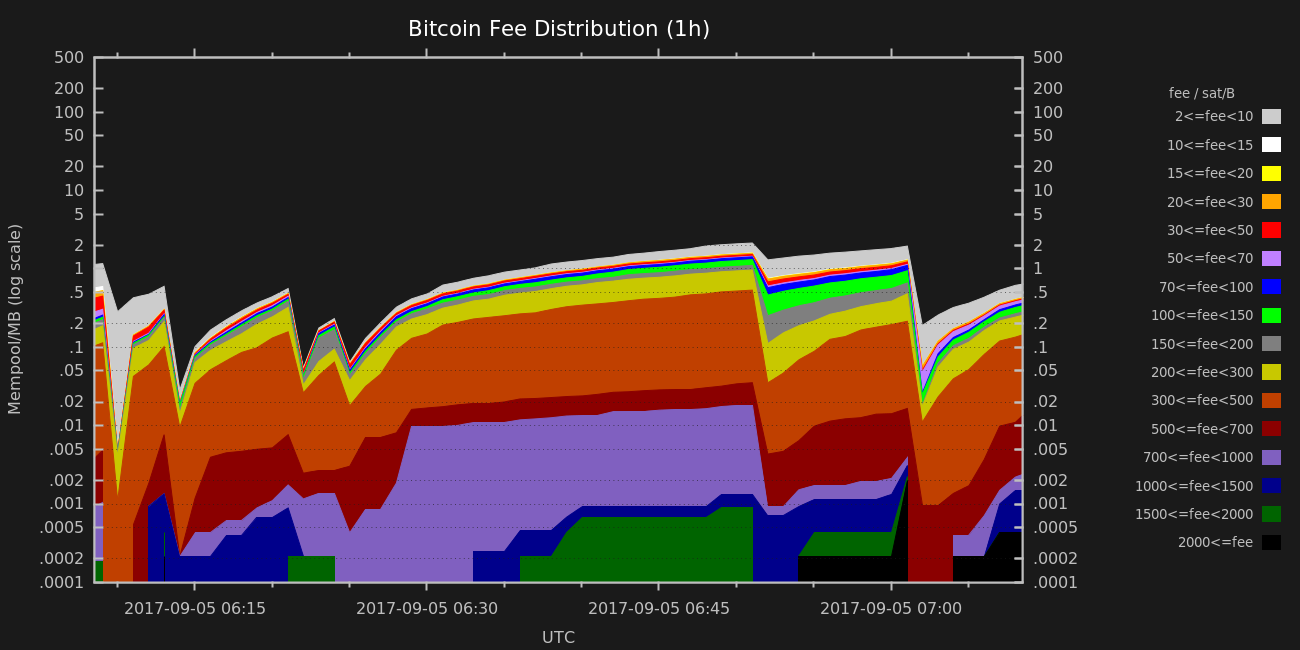 Bitcoin Fee Distribution (1h)
Mempool/MB (log scale)
500
200
100
50
20
10
5
2
1
.5
.2
.1
.05
.02
.01
.005
.002
.001
.0005
.0002
.0001
500
200
100
50
20
10
5
2
1
.5
.2
.1
.05
.02
.01
.005
.002
.001
.0005
.0002
.0001
2017-09-05 06:15
2017-09-05 06:30
2017-09-05 06:45
2017-09-05 07:00
UTC
fee / sat/B
2<=fee<10
10<=fee<15
15<=fee<20
20<=fee<30
30<=fee<50
50<=fee<70
70<=fee<100
100<=fee<150
150<=fee<200
200<=fee<300
300<=fee<500
500<=fee<700
700<=fee<1000
1000<=fee<1500
1500<=fee<2000
2000<=fee